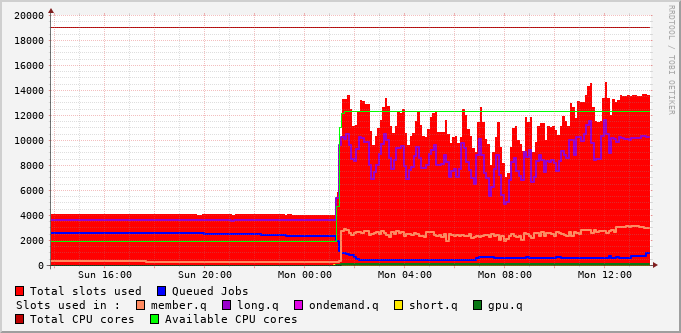 20000
18000
16000
14000
12000
10000
8000
6000
4000
2000
0
Sun 16:00 Sun 20:00 Mon 00:00 Mon 04:00 Mon 08:00 Mon 12:00
RRDTOOL / TOBI OETIKER
Total slots used Queued Jobs
Slots used in : member.q long.q ondemand.q short.q gpu.q
Total CPU cores Available CPU cores